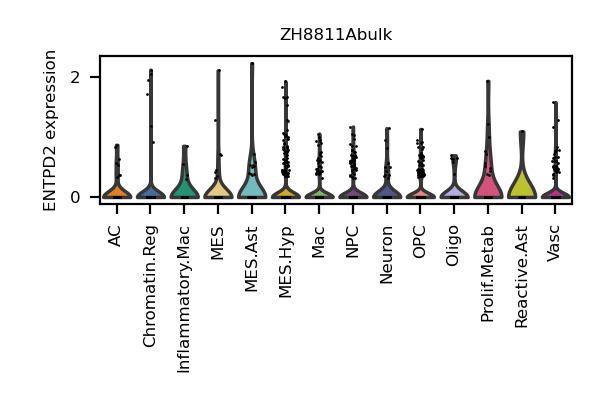 ZH8811Abulk
ENTPD2 expression
2
0
AC
Chromatin.Reg
Inflammatory.Mac
MES
MES.Ast
MES.Hyp
Mac
NPC
Neuron
OPC
Oligo
Prolif.Metab
Reactive.Ast
Vasc